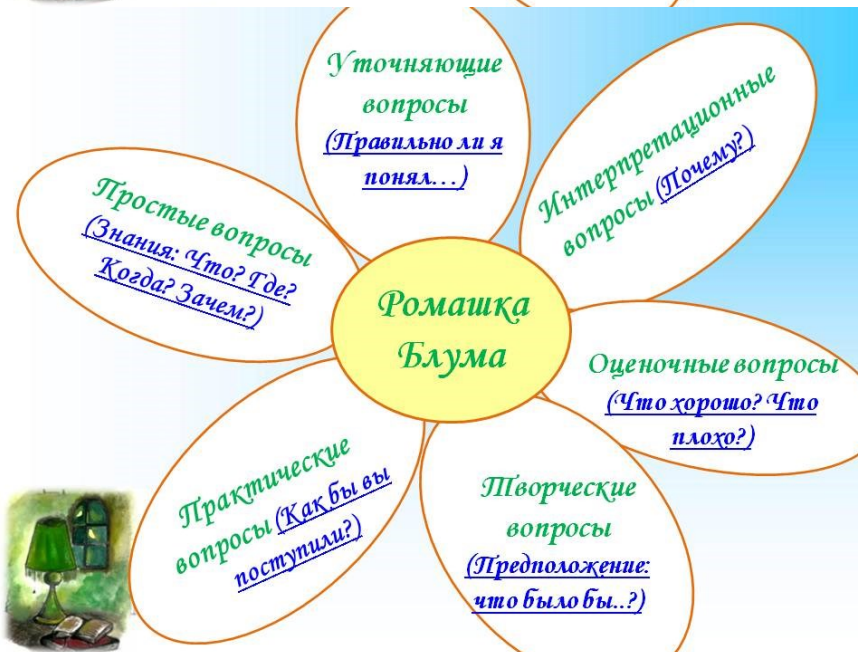 Уточняющие
вопросы
(Правильно ли я
понял…)
Интерпретационные
вопросы (Почему?)
Простые вопросы
(Знания: Что? Где?
Когда? Зачем?)
Ромашка
Блума
Оценочные вопросы
(Что хорошо? Что
плохо?)
Практические
вопросы (Как бы вы
поступили?)
Творческие
вопросы
(Предположение:
что было бы..?)